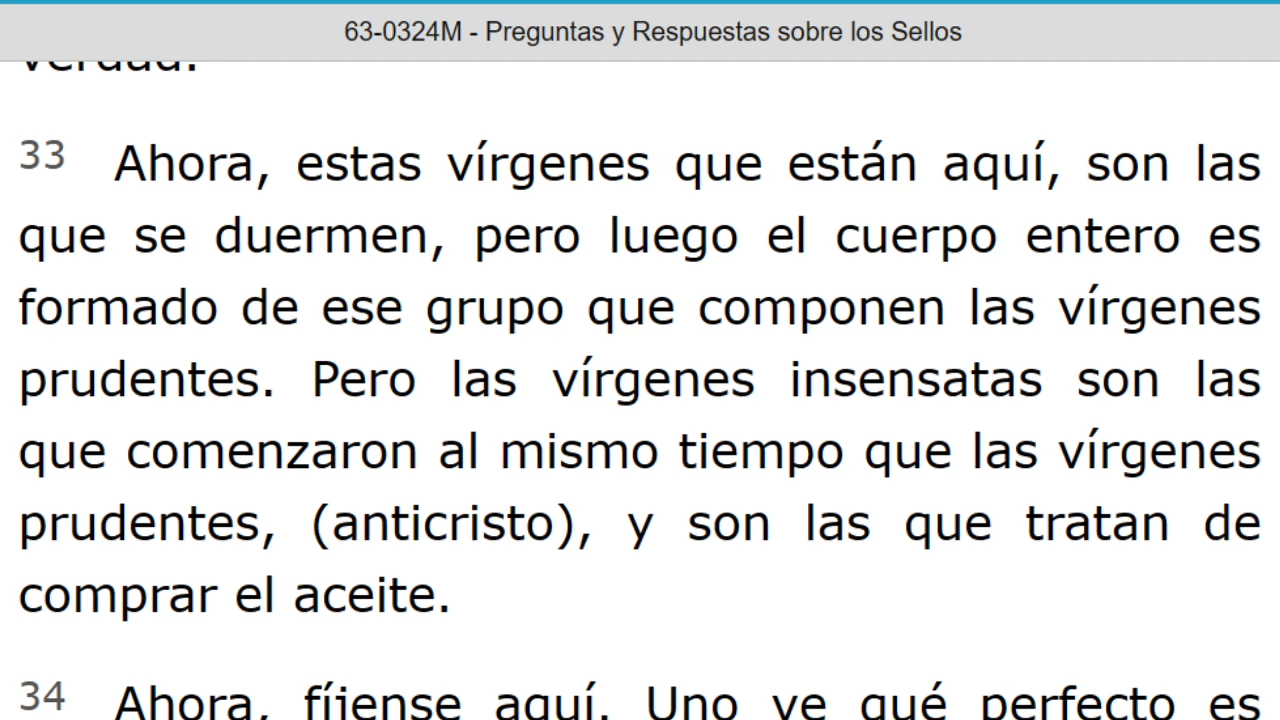 63-0324M - Preguntas y Respuestas sobre los Sellos
verdad.
33 Ahora, estas vírgenes que están aquí, son las
que se duermen, pero luego el cuerpo entero es
formado de ese grupo que componen las vírgenes
prudentes. Pero las vírgenes insensatas son las
que comenzaron al mismo tiempo que las vírgenes
prudentes, (anticristo), y son las que tratan de
comprar el aceite.
34 Ahora, fíjense aquí. Uno ve qué perfecto es